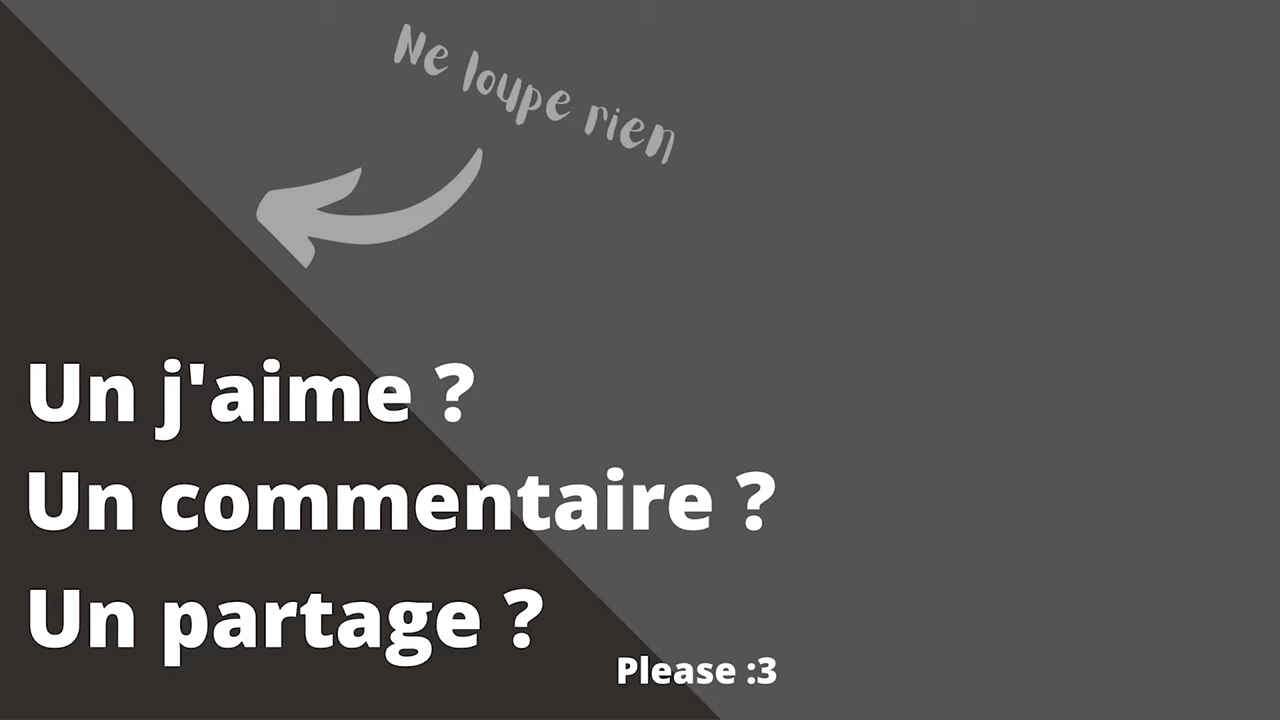 Ne loupe rien
Un j'aime ?
Un commentaire ?
Un partage ?
Please :3